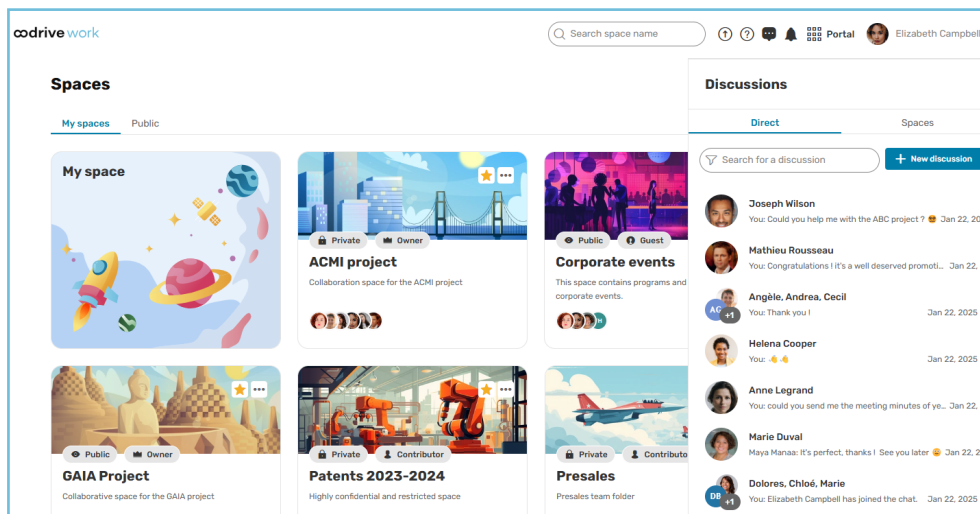 oodrive work
Search space name
Portal
Elizabeth Campbell
Spaces
My spaces
Public
My space
Private
Owner
ACMI project
Collaboration space for the ACMI project
Public
Guest
Corporate events
This space contains programs and
corporate events.
H
Public
Owner
GAIA Project
Collaborative space for the GAIA project
Private
Contributor
Patents 2023-2024
Highly confidential and restricted space
Private
Contributo
Presales
Presales team folder
Discussions
Direct
Spaces
Search for a discussion
+ New discussion
Joseph Wilson
You: Could you help me with the ABC project ? 😎 Jan 22, 20
Mathieu Rousseau
You: Congratulations ! it's a well deserved promoti... Jan 22,
Angèle, Andrea, Cecil
AC +1
You: Thank you ! Jan 22, 2025
Helena Cooper
You: 👏 👏 Jan 22, 2025
Anne Legrand
You: could you send me the meeting minutes of ye... Jan 22,
Marie Duval
Maya Manaa: It's perfect, thanks ! See you later 😀 Jan 22, 2
Dolores, Chloé, Marie
DB +1
You: Elizabeth Campbell has joined the chat. Jan 22, 2025